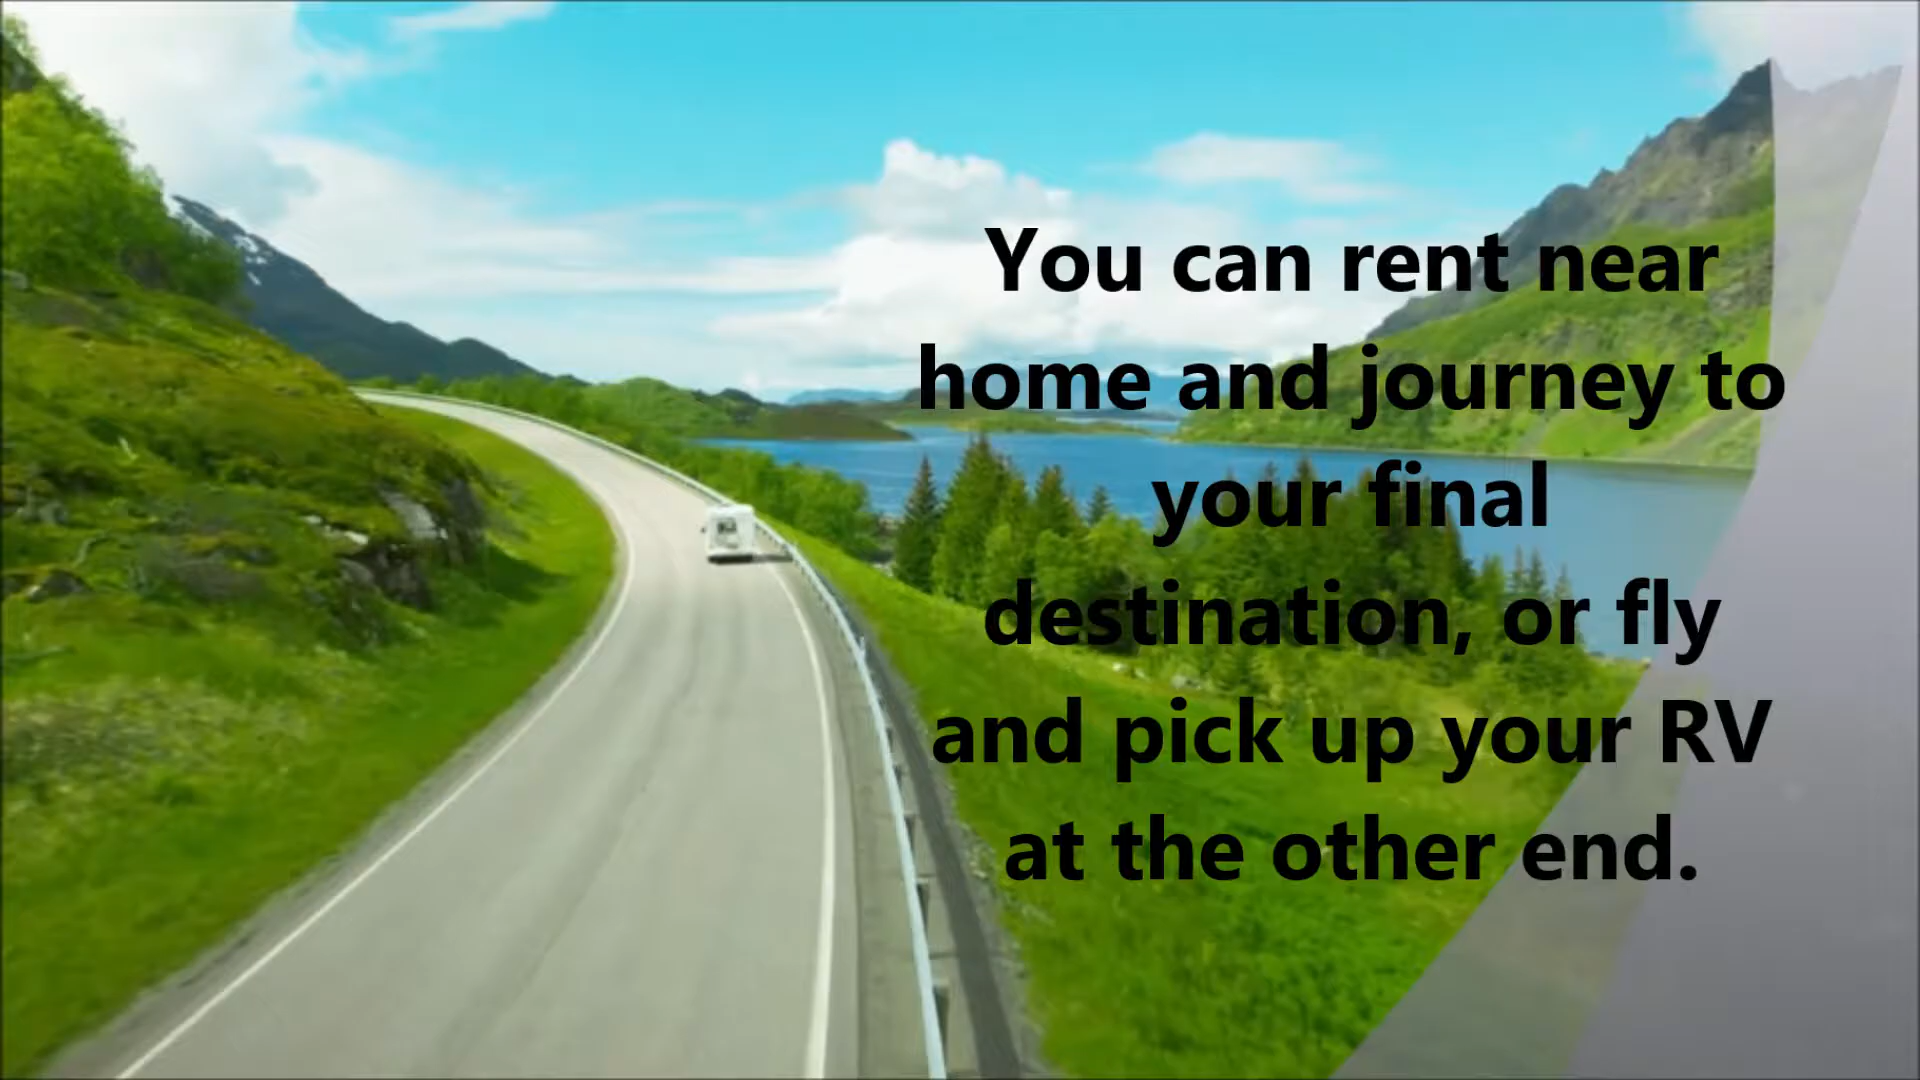 You can rent near
home and journey to
your final
destination, or fly
and pick up your RV
at the other end.